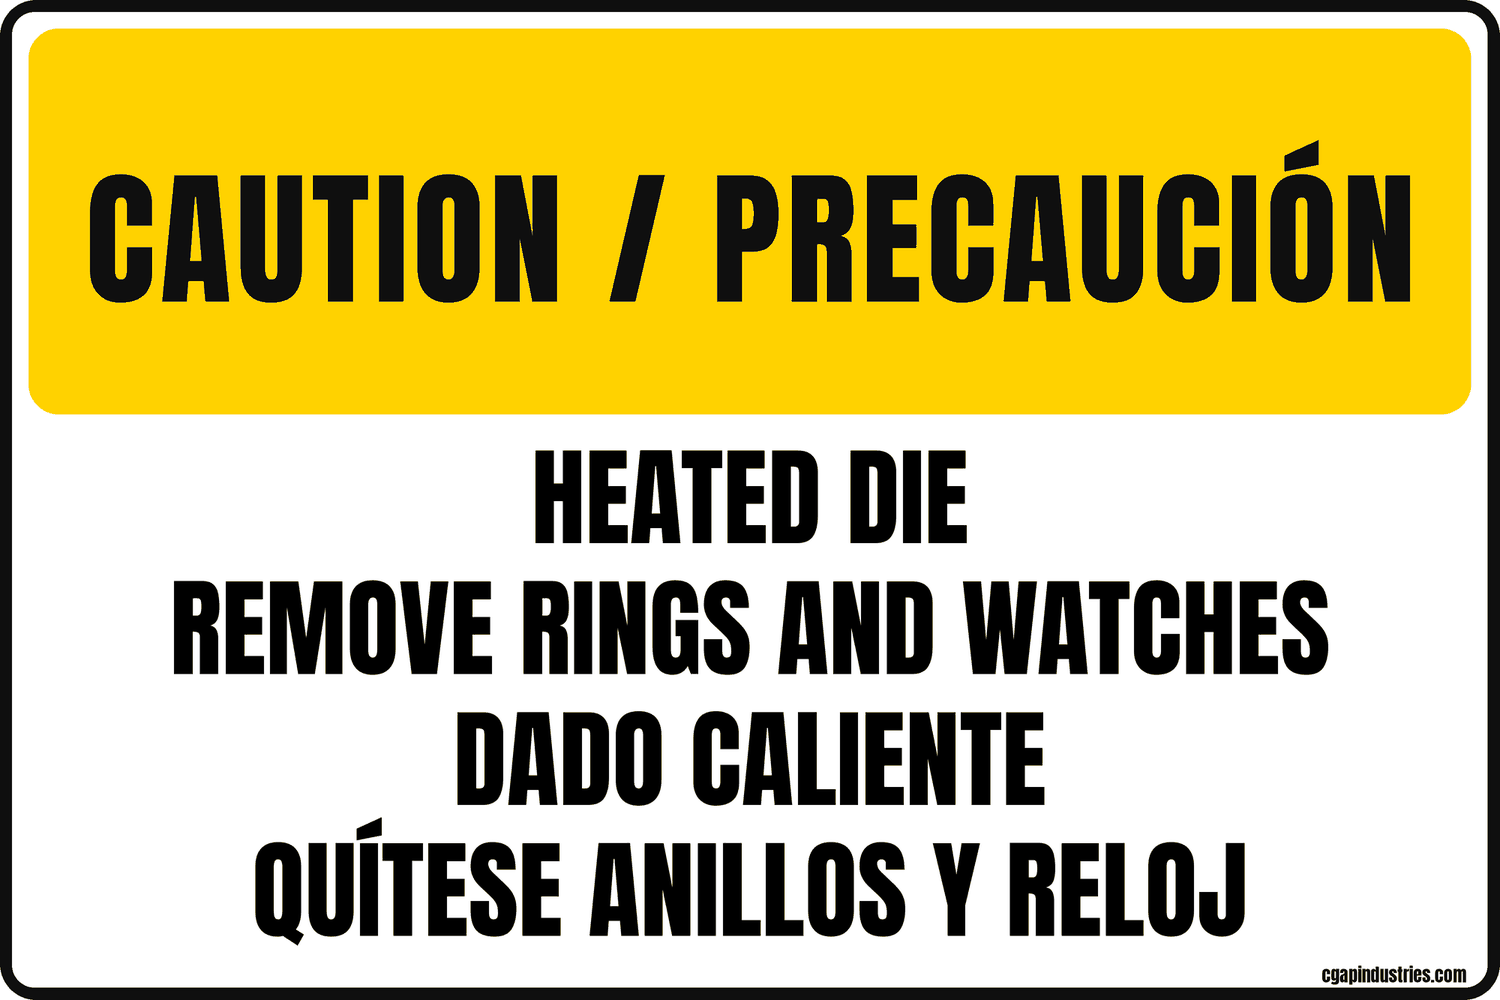 CAUTION / PRECAUCIÓN
HEATED DIE
REMOVE RINGS AND WATCHES
DADO CALIENTE
QUÍTESE ANILLOS Y RELOJ
cgapindustries.com